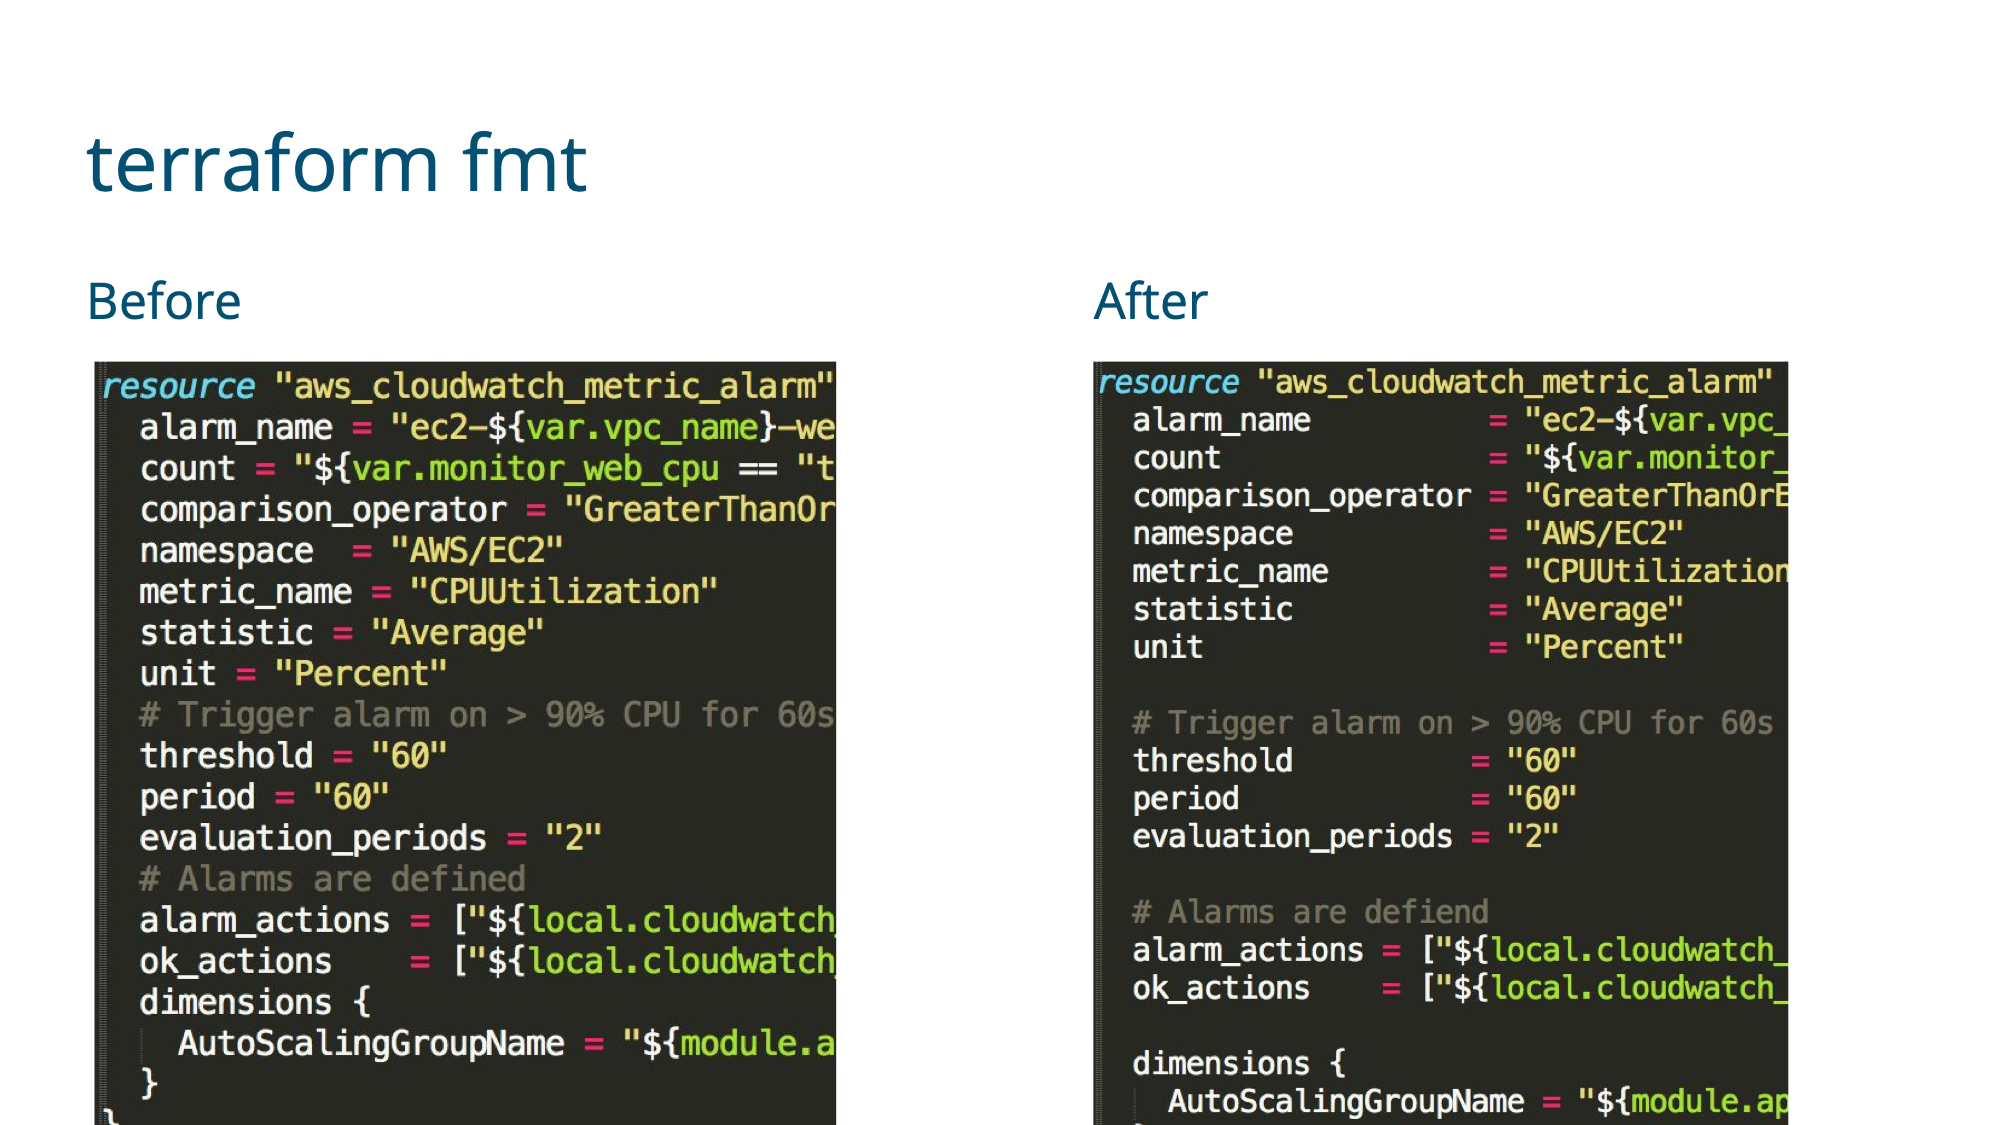 terraform fmt
Before
resource "aws_cloudwatch_metric_alarm"
  alarm_name = "ec2-${var.vpc_name}-we
  count = "${var.monitor_web_cpu == "t
  comparison_operator = "GreaterThanOr
  namespace  = "AWS/EC2"
  metric_name = "CPUUtilization"
  statistic = "Average"
  unit = "Percent"
  # Trigger alarm on > 90% CPU for 60s
  threshold = "60"
  period = "60"
  evaluation_periods = "2"
  # Alarms are defined
  alarm_actions = ["${local.cloudwatch_
  ok_actions    = ["${local.cloudwatch_
  dimensions {
    AutoScalingGroupName = "${module.a
  }
}
After
resource "aws_cloudwatch_metric_alarm"
  alarm_name          = "ec2-${var.vpc_
  count               = "${var.monitor_
  comparison_operator = "GreaterThanOrE
  namespace           = "AWS/EC2"
  metric_name         = "CPUUtilization
  statistic           = "Average"
  unit                = "Percent"
  # Trigger alarm on > 90% CPU for 60s
  threshold          = "60"
  period             = "60"
  evaluation_periods = "2"
  # Alarms are defiend
  alarm_actions = ["${local.cloudwatch_
  ok_actions    = ["${local.cloudwatch_
  dimensions {
    AutoScalingGroupName = "${module.ap